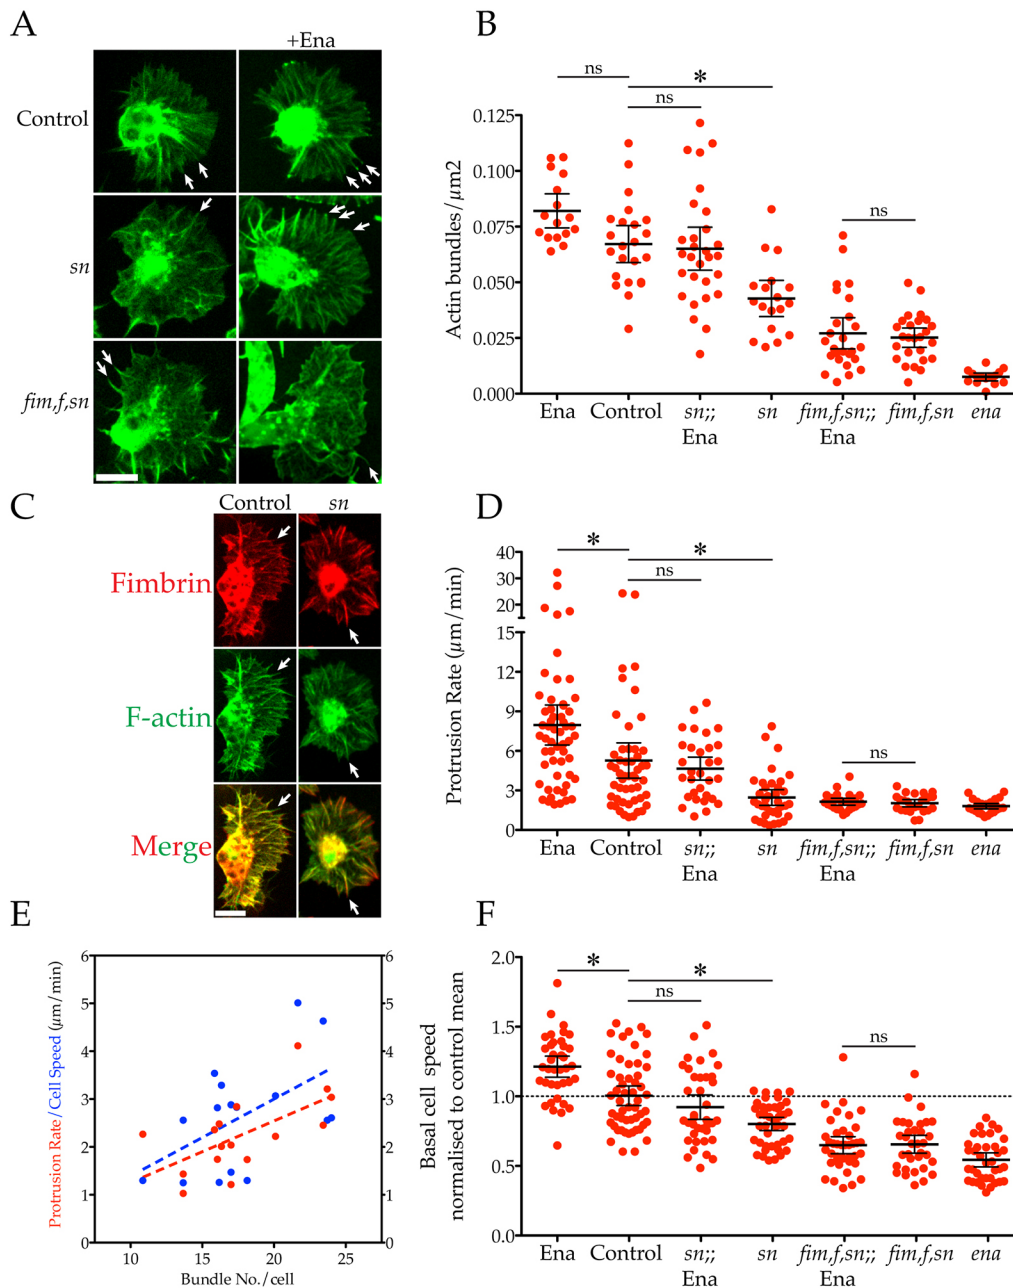 A
+Ena
Control
sn
fim,f,sn
B
ns
*
ns
ns
Actin bundles/μm2
0.125
0.100
0.075
0.050
0.025
0.000
Ena Control sn;; sn fim,f,sn;; fim,f,sn ena
Ena Ena
C
Control sn
Fimbrin
F-actin
Merge
D
*
*
ns
ns
Protrusion Rate (μm/min)
40
30
20
15
9
6
3
0
Ena Control sn;; sn fim,f,sn;; fim,f,sn ena
Ena Ena
E
Protrusion Rate/Cell Speed (μm/min)
6 6
5 5
4 4
3 3
2 2
1 1
0 0
10 15 20 25
Bundle No./cell
F
*
*
ns
ns
Basal cell speed
normalised to control mean
2.0
1.5
1.0
0.5
0.0
Ena Control sn;; sn fim,f,sn;; fim,f,sn ena
Ena Ena